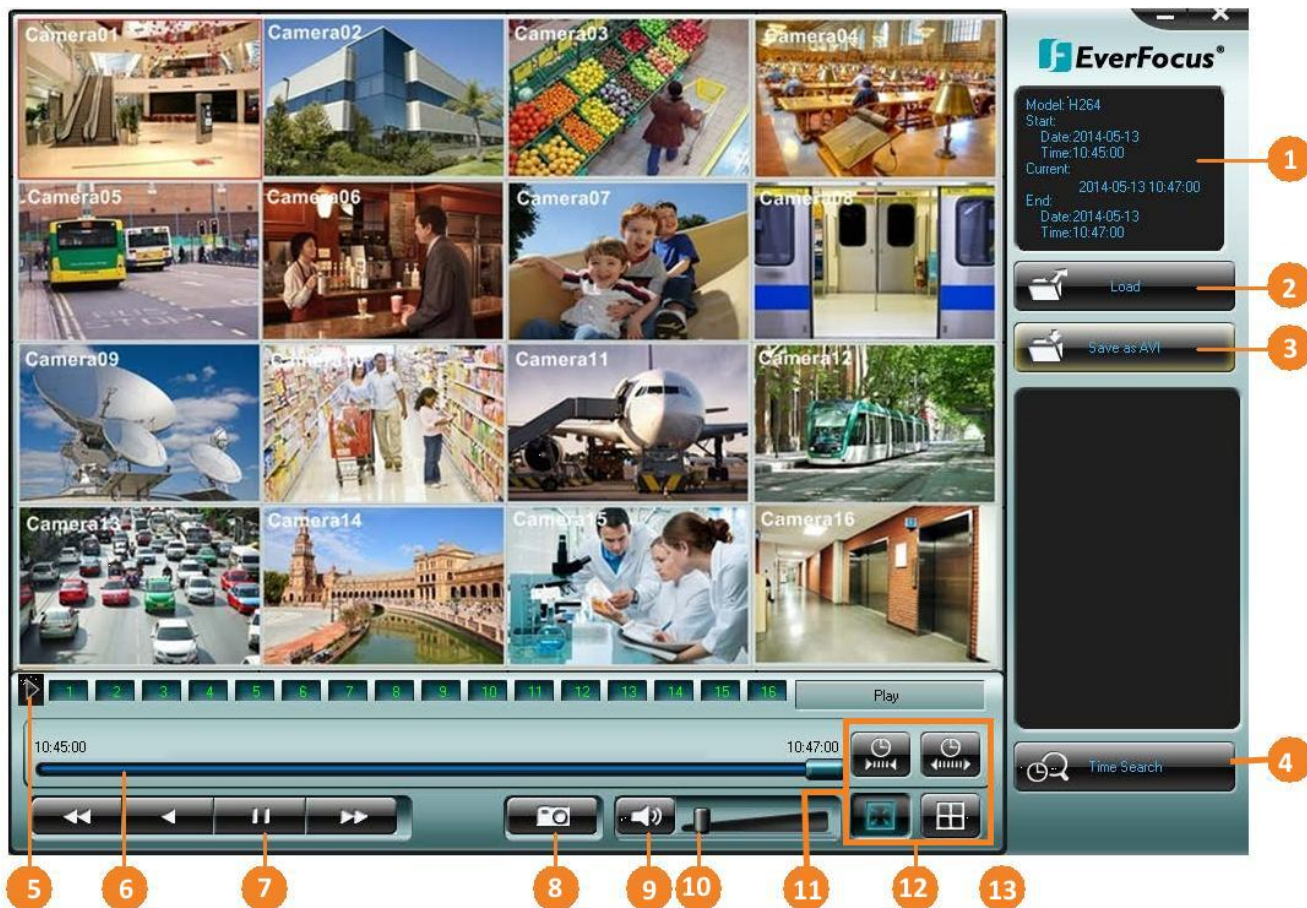 Camera01
Camera02
Camera03
Camera04
Camera05
Camera06
Camera07
Camera08
Camera09
Camera10
Camera11
Camera12
Camera13
Camera14
Camera15
Camera16
EverFocus®
Model: H264
Start:
Date:2014-05-13
Time:10:45:00
Current:
2014-05-13 10:47:00
End:
Date:2014-05-13
Time:10:47:00
1
Load
2
Save as AVI
3
Time Search
4
1 2 3 4 5 6 7 8 9 10 11 12 13 14 15 16
Play
10:45:00
10:47:00
5 6 7 8 9 10 11 12 13